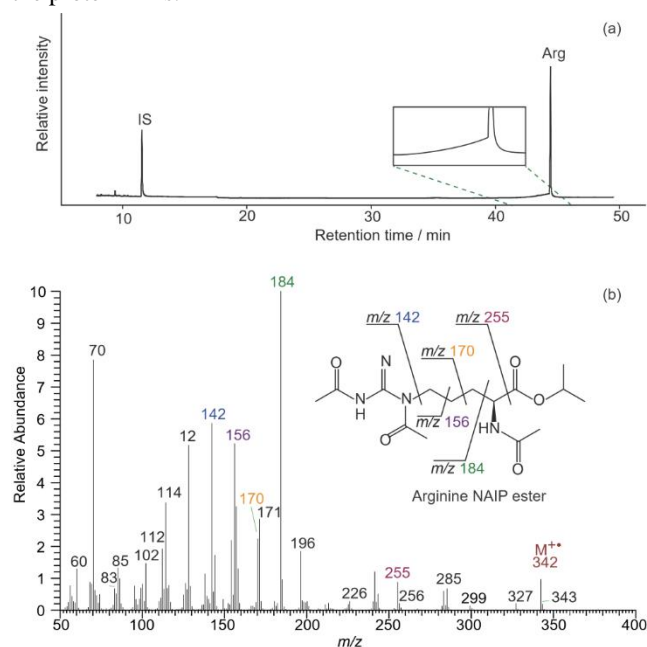 (a)
Relative intensity
IS
Arg
10
20
30
40
50
Retention time / min
(b)
Relative Abundance
10
9
8
7
6
5
4
3
2
1
0
50
100
150
200
250
300
350
400
m/z
60
70
83
85
102
112
114
12
142
156
170
171
184
196
226
255
256
285
299
327
M+•
342
343
m/z 142
m/z 255
m/z 170
m/z 156
m/z 184
O
N
N
H
N
O
O
O
HN
O
Arginine NAIP ester